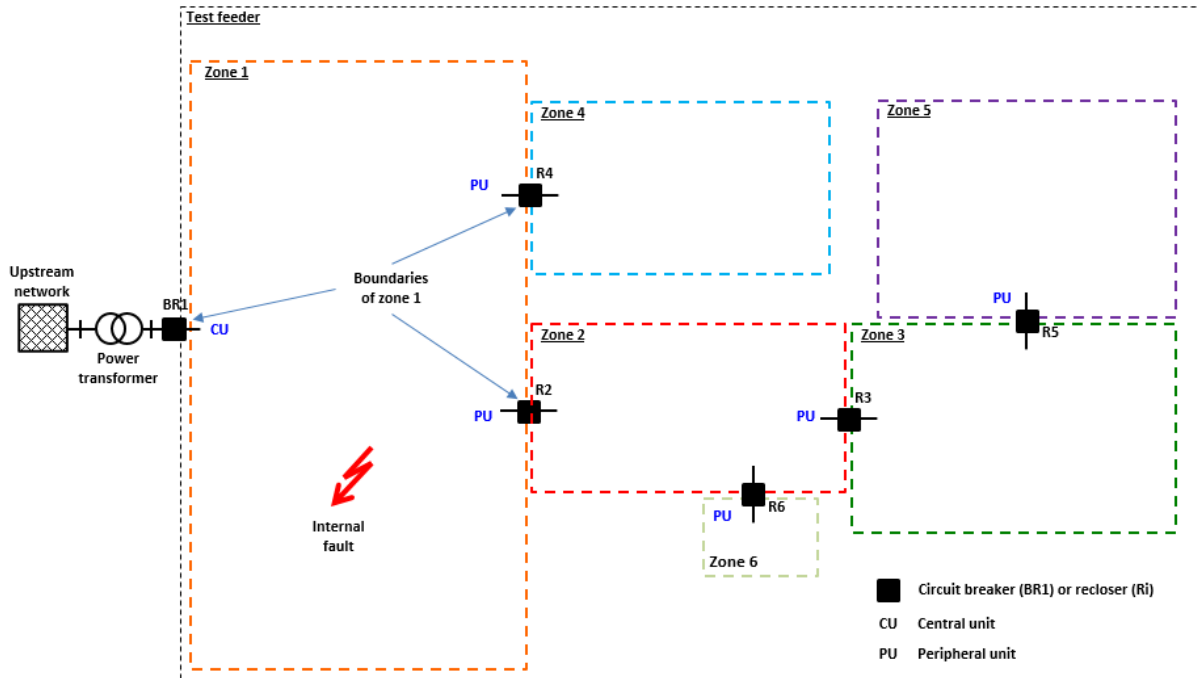 Test feeder
Zone 1
Zone 4
Zone 5
PU
R4
Upstream
network
Boundaries
of zone 1
BR1
CU
PU
R5
Power
transformer
Zone 2
Zone 3
R2
PU
R3
PU
R6
PU
Internal
fault
Zone 6
Circuit breaker (BR1) or recloser (Ri)
CU Central unit
PU Peripheral unit